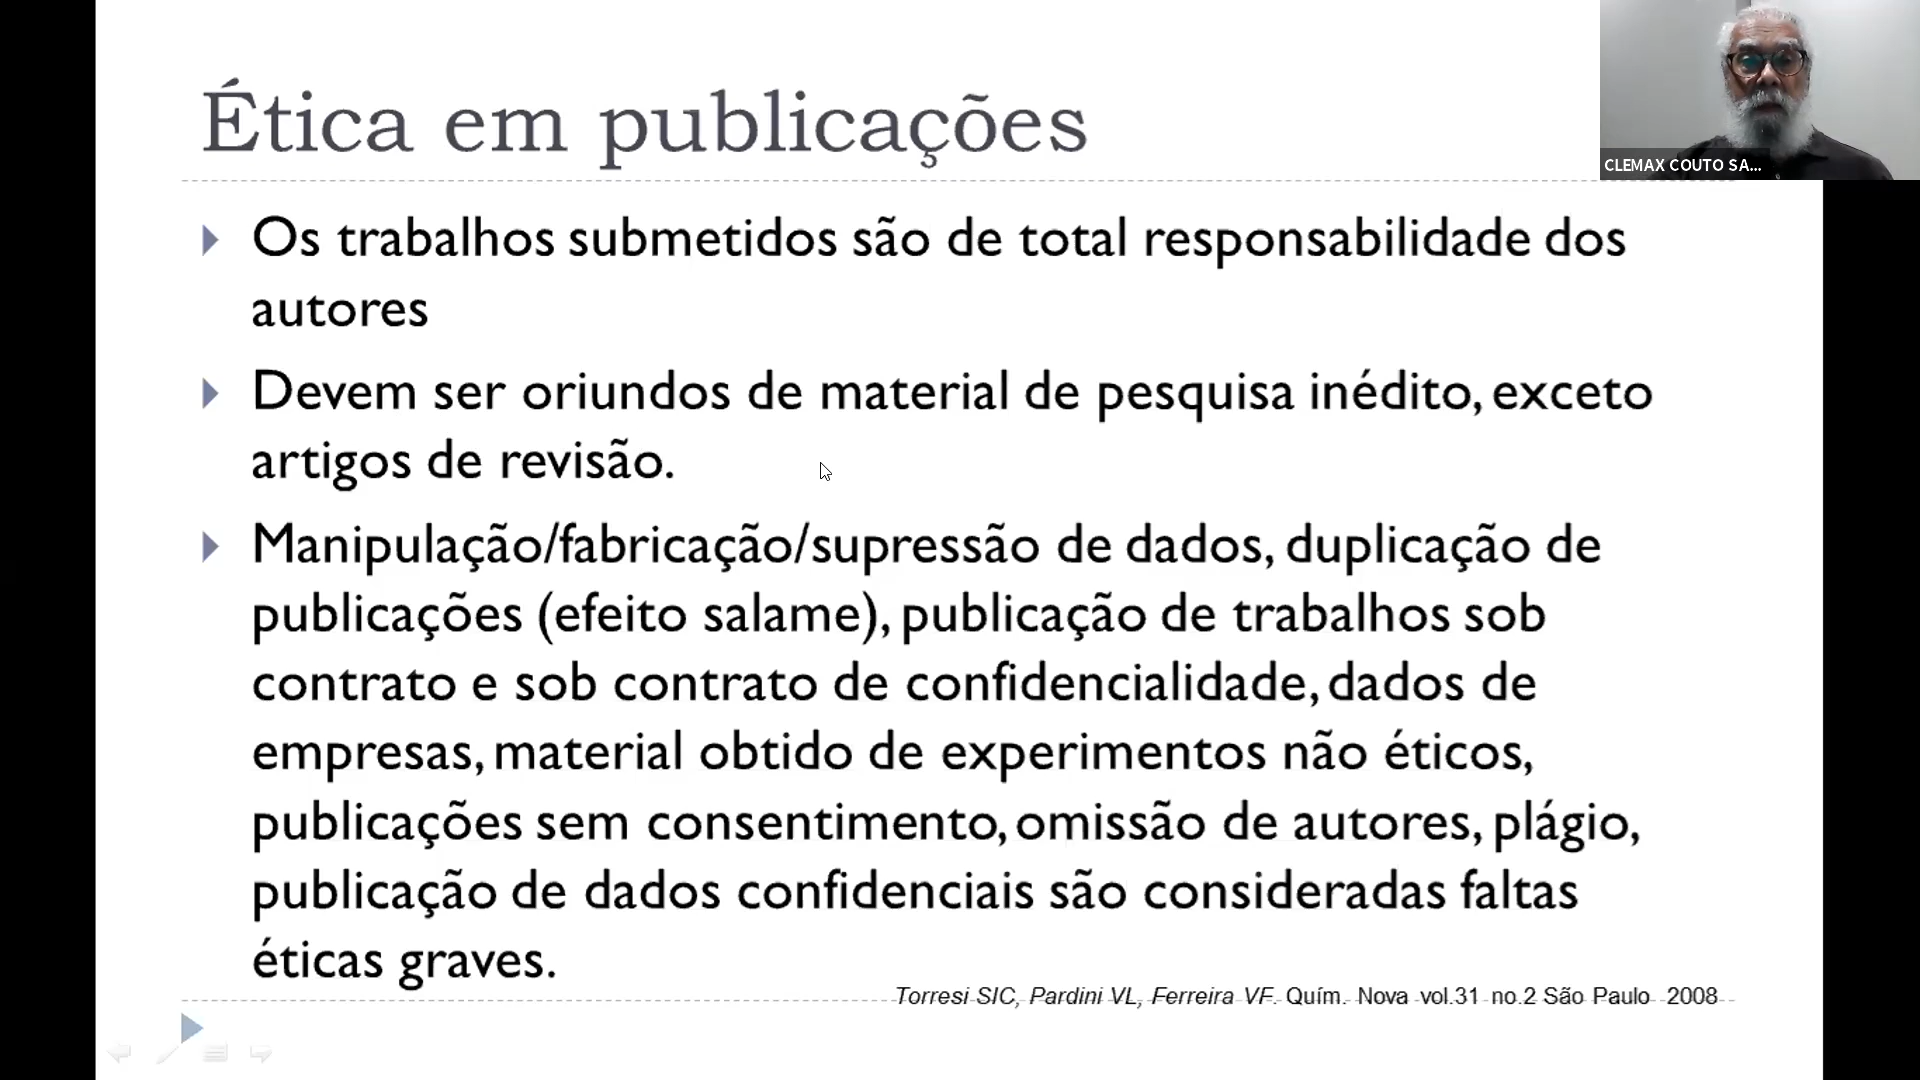 Ética em publicações
CLEMAX COUTO SA...
Os trabalhos submetidos são de total responsabilidade dos
autores
Devem ser oriundos de material de pesquisa inédito, exceto
artigos de revisão.
Manipulação/fabricação/supressão de dados, duplicação de
publicações (efeito salame), publicação de trabalhos sob
contrato e sob contrato de confidencialidade, dados de
empresas, material obtido de experimentos não éticos,
publicações sem consentimento, omissão de autores, plágio,
publicação de dados confidenciais são consideradas faltas
éticas graves.
Torresi SIC, Pardini VL, Ferreira VF. Quím. Nova vol.31 no.2 São Paulo 2008